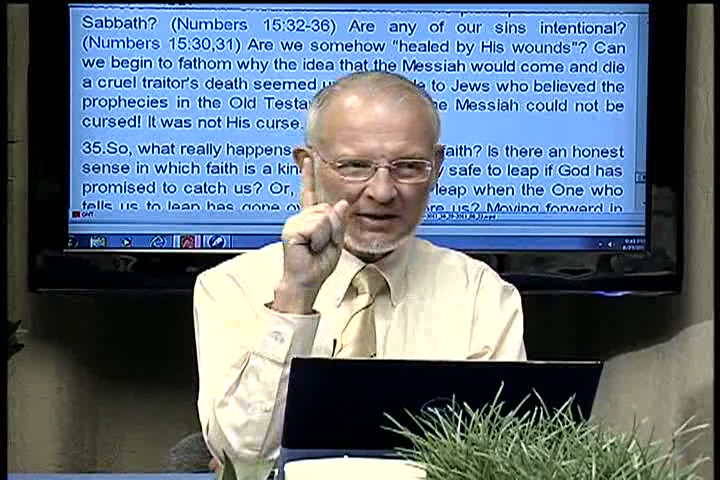 Sabbath? (Numbers 15:32-36) Are any of our sins intentional?
(Numbers 15:30,31) Are we somehow "healed by His wounds"? Can
we begin to fathom why the idea that the Messiah would come and die
a cruel traitor's death seemed to Jews who believed the
prophecies in the Old Messiah could not be
cursed! It was not His curse.
35.So, what really happens faith? Is there an honest
sense in which faith is a safe to leap if God has
promised to catch us? Or, leap when the One who
tells us to leap has gone us? Moving forward in